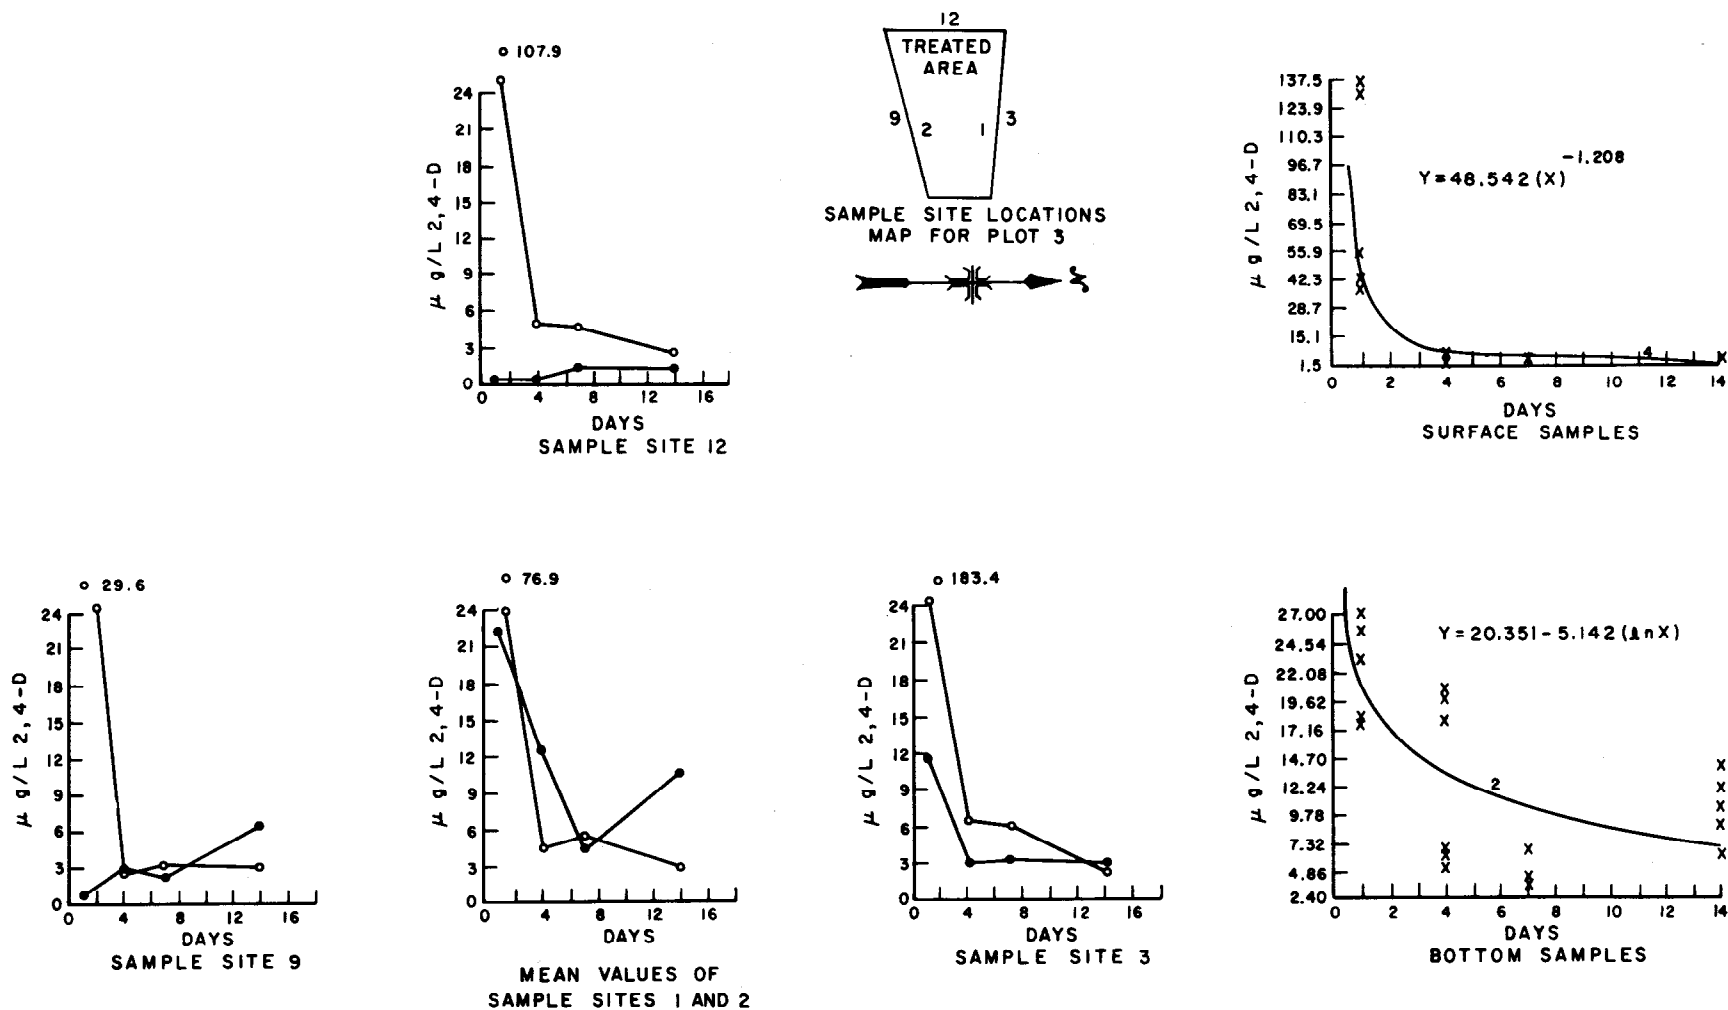 107.9
24
21
18
15
12
9
6
3
0
µ g/L 2,4-D
0 4 8 12 16
DAYS
SAMPLE SITE 12
12
TREATED
AREA
9 2 1 3
SAMPLE SITE LOCATIONS
MAP FOR PLOT 3
137.5
123.9
110.3
96.7
83.1
69.5
55.9
42.3
28.7
15.1
1.5
µ g/L 2,4-D
Y=48.542(X)^-1.208
4
0 2 4 6 8 10 12 14
DAYS
SURFACE SAMPLES
29.6
24
21
18
15
12
9
6
3
0
µ g/L 2,4-D
0 4 8 12 16
DAYS
SAMPLE SITE 9
76.9
24
21
18
15
12
9
6
3
0
µ g/L 2,4-D
0 4 8 12 16
DAYS
MEAN VALUES OF
SAMPLE SITES 1 AND 2
183.4
24
21
18
15
12
9
6
3
0
µ g/L 2,4-D
0 4 8 12 16
DAYS
SAMPLE SITE 3
27.00
24.54
22.08
19.62
17.16
14.70
12.24
9.78
7.32
4.86
2.40
µ g/L 2,4-D
Y=20.351-5.142(lnX)
2
0 2 4 6 8 10 12 14
DAYS
BOTTOM SAMPLES